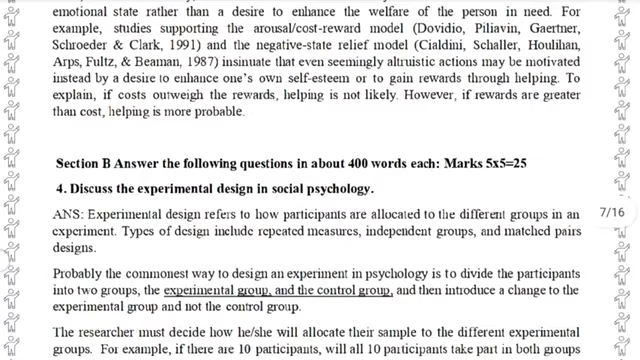 emotional state rather than a desire to enhance the welfare of the person in need. For
example, studies supporting the arousal/cost-reward model (Dovidio, Piliavin, Gaertner,
Schroeder & Clark, 1991) and the negative-state relief model (Cialdini, Schaller, Houlihan,
Arps, Fultz, & Beaman, 1987) insinuate that even seemingly altruistic actions may be motivated
instead by a desire to enhance one's own self-esteem or to gain rewards through helping. To
explain, if costs outweigh the rewards, helping is not likely. However, if rewards are greater
than cost, helping is more probable.
Section B Answer the following questions in about 400 words each: Marks 5x5=25
4. Discuss the experimental design in social psychology.
ANS: Experimental design refers to how participants are allocated to the different groups in an
experiment. Types of design include repeated measures, independent groups, and matched pairs
designs.
7/16
Probably the commonest way to design an experiment in psychology is to divide the participants
into two groups, the experimental group, and the control group, and then introduce a change to the
experimental group and not the control group.
The researcher must decide how he/she will allocate their sample to the different experimental
groups. For example, if there are 10 participants, will all 10 participants take part in both groups